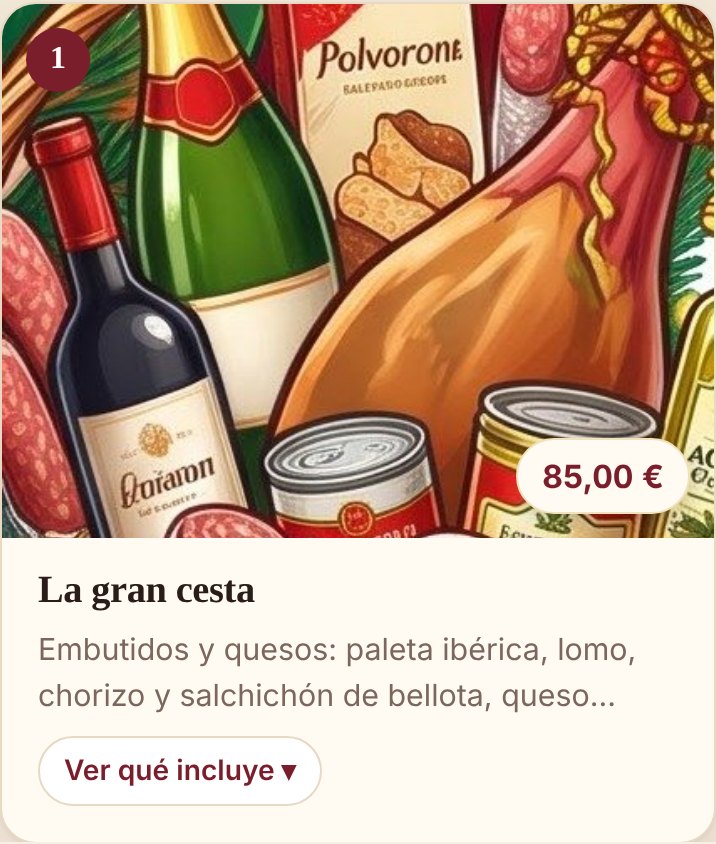 1
Polvorone
85,00 €
La gran cesta
Embutidos y quesos: paleta ibérica, lomo,
chorizo y salchichón de bellota, queso...
Ver qué incluye ▾